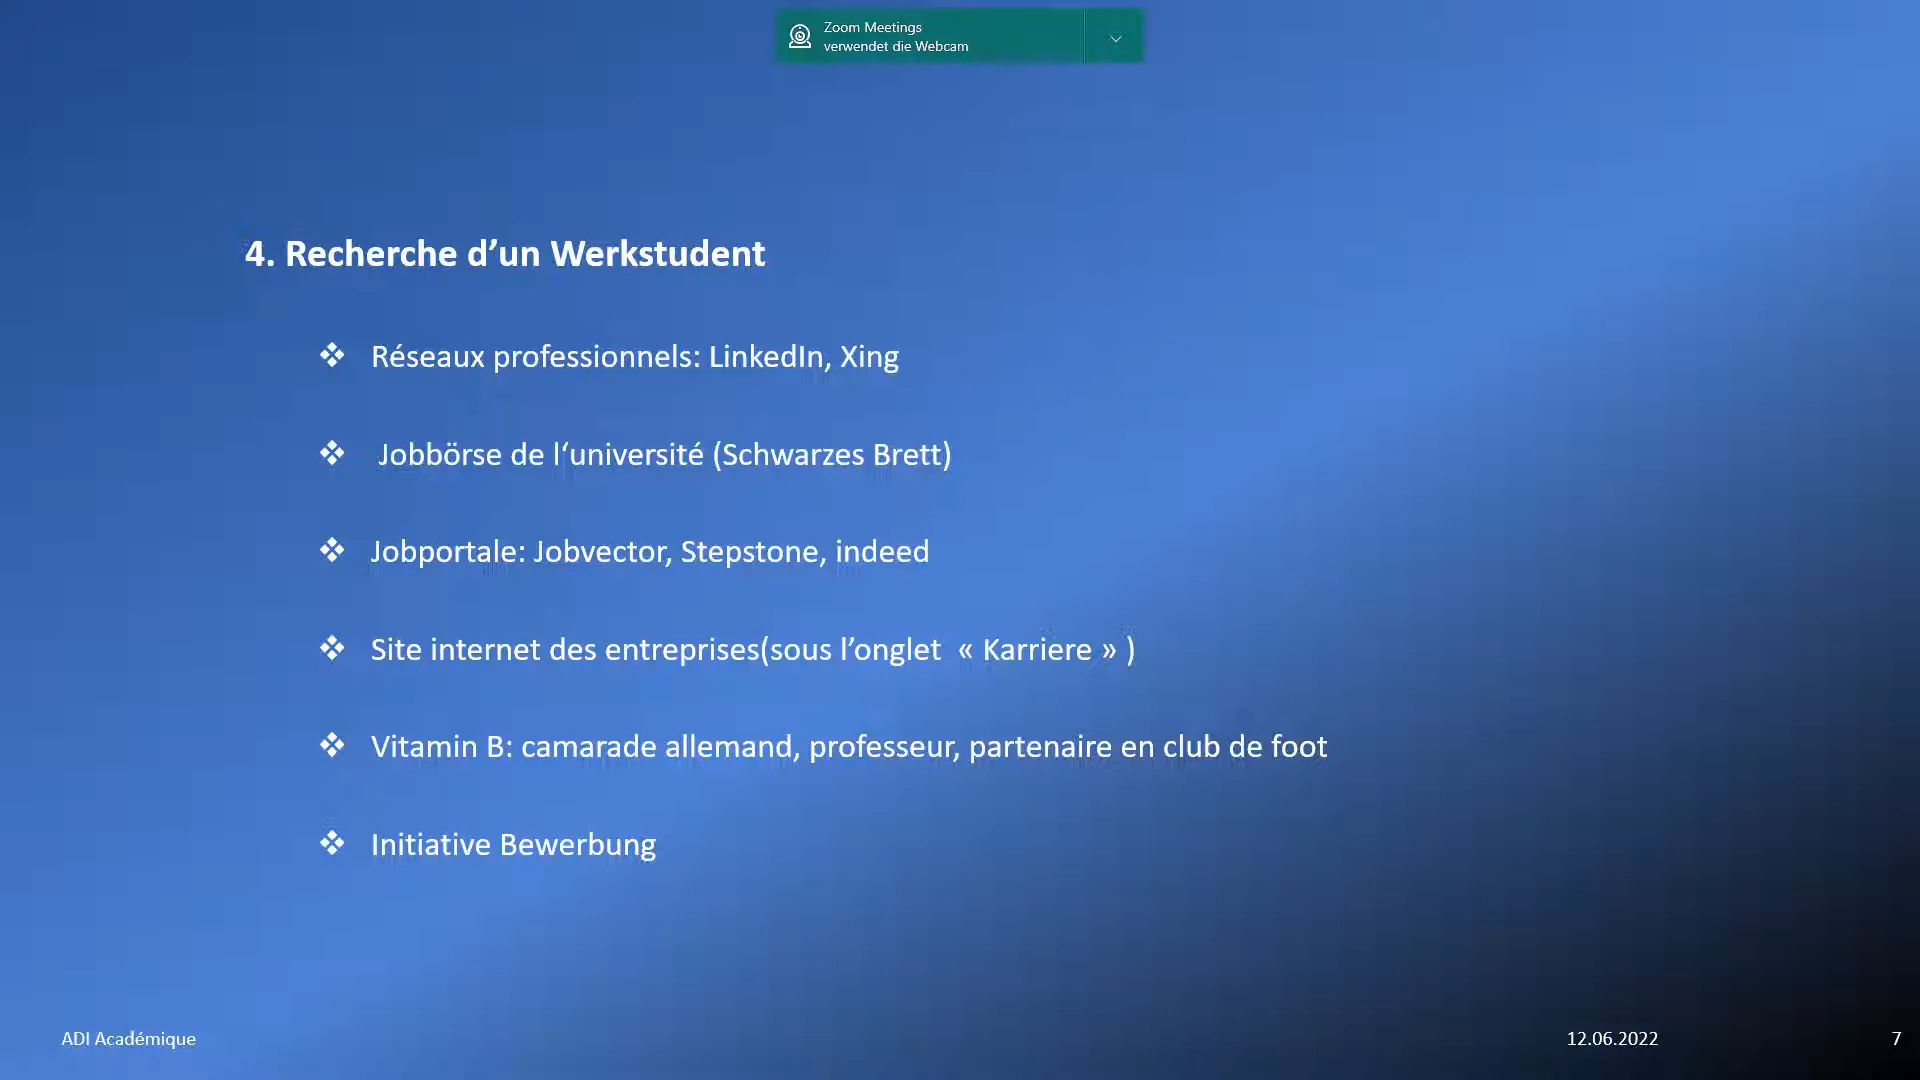 Zoom Meetings
verwendet die Webcam
4. Recherche d’un Werkstudent
❖ Réseaux professionnels: LinkedIn, Xing
❖ Jobbörse de l‘université (Schwarzes Brett)
❖ Jobportale: Jobvector, Stepstone, indeed
❖ Site internet des entreprises(sous l’onglet « Karriere » )
❖ Vitamin B: camarade allemand, professeur, partenaire en club de foot
❖ Initiative Bewerbung
ADI Académique
12.06.2022
7